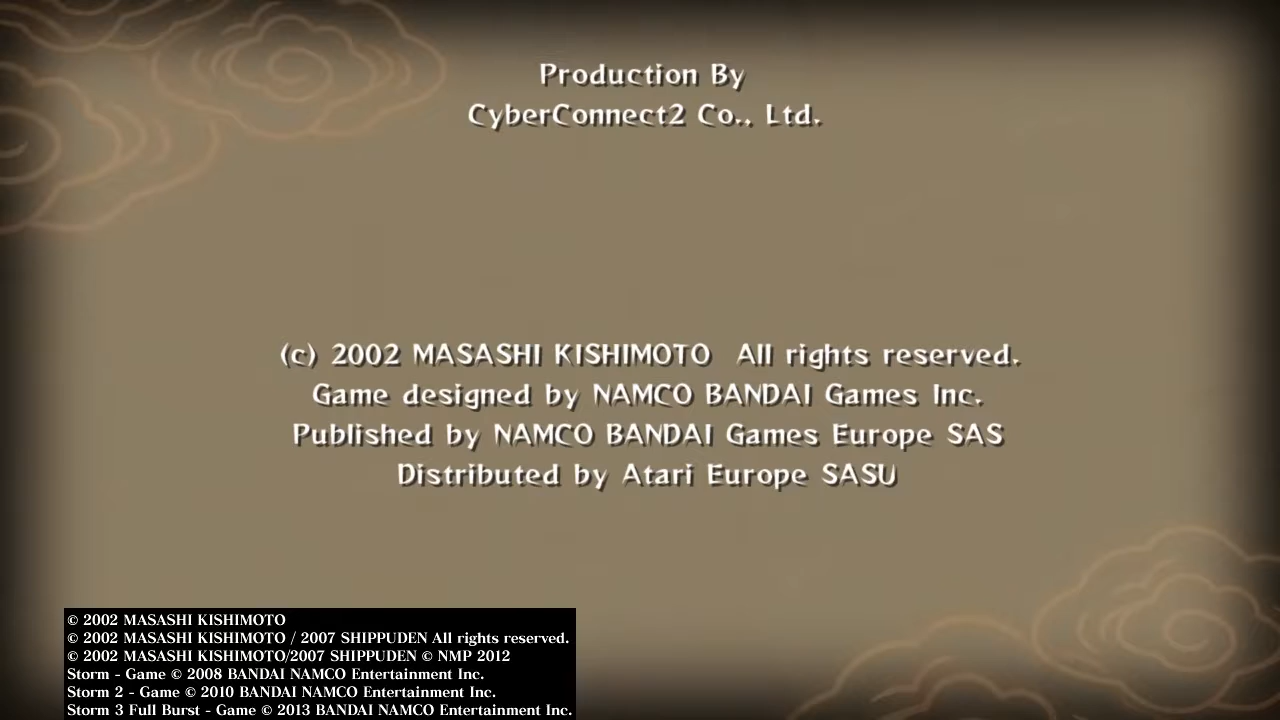 Production By
CyberConnect2 Co., Ltd.
(c) 2002 MASASHI KISHIMOTO  All rights reserved.
Game designed by NAMCO BANDAI Games Inc.
Published by NAMCO BANDAI Games Europe SAS
Distributed by Atari Europe SASU
© 2002 MASASHI KISHIMOTO
© 2002 MASASHI KISHIMOTO / 2007 SHIPPUDEN All rights reserved.
© 2002 MASASHI KISHIMOTO/2007 SHIPPUDEN © NMP 2012
Storm - Game © 2008 BANDAI NAMCO Entertainment Inc.
Storm 2 - Game © 2010 BANDAI NAMCO Entertainment Inc.
Storm 3 Full Burst - Game © 2013 BANDAI NAMCO Entertainment Inc.